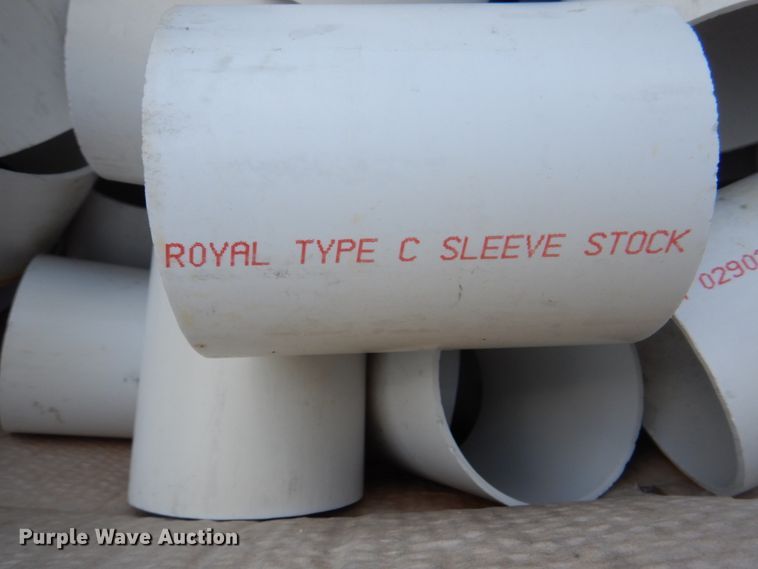 ROYAL TYPE C SLEEVE STOCK
Purple Wave Auction